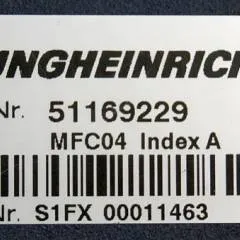 UNGHEINRICH
Nr. 51169229
MFC04 Index A
Nr. S1FX 00011463